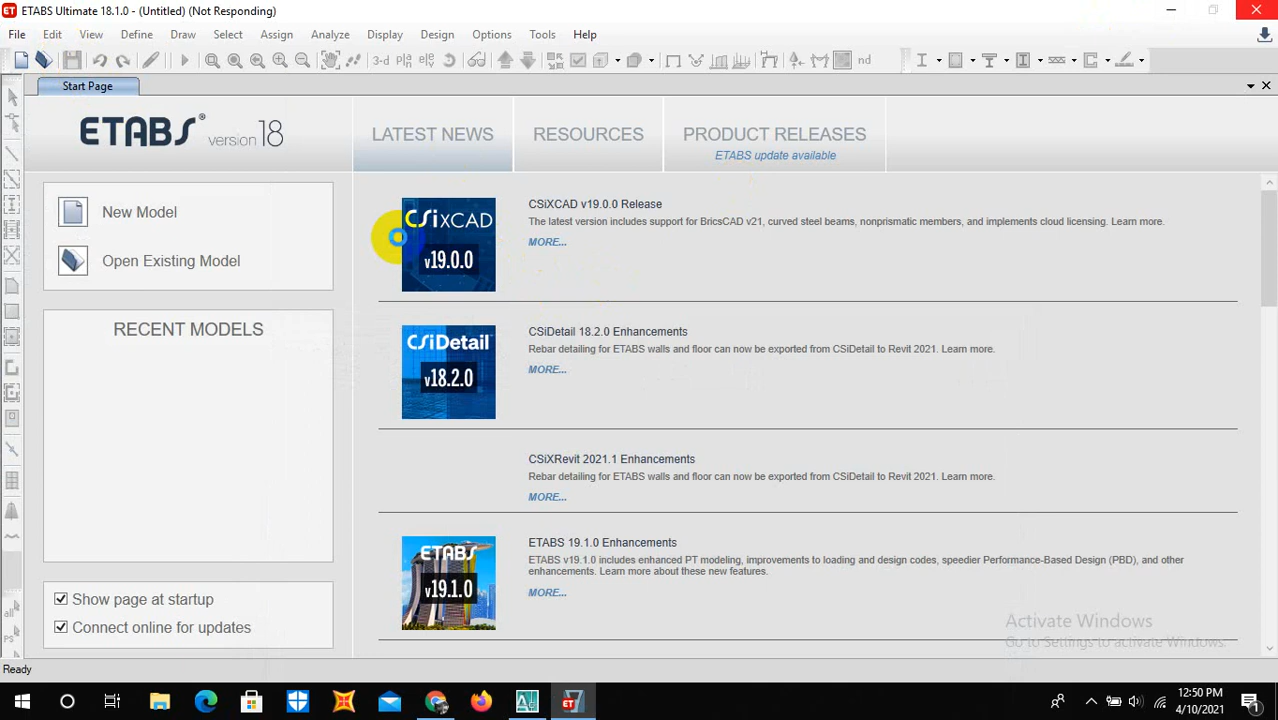 ETABS Ultimate 18.1.0 - (Untitled) (Not Responding)
File Edit View Define Draw Select Assign Analyze Display Design Options Tools Help
3-d
nd
Start Page
ETABS® version 18
LATEST NEWS
RESOURCES
PRODUCT RELEASES
ETABS update available
New Model
Open Existing Model
RECENT MODELS
Show page at startup
Connect online for updates
CSiXCAD
v19.0.0
CSiXCAD v19.0.0 Release
The latest version includes support for BricsCAD v21, curved steel beams, nonprismatic members, and implements cloud licensing. Learn more.
MORE...
CSiDetail
v18.2.0
CSiDetail 18.2.0 Enhancements
Rebar detailing for ETABS walls and floor can now be exported from CSiDetail to Revit 2021. Learn more.
MORE...
CSiXRevit 2021.1 Enhancements
Rebar detailing for ETABS walls and floor can now be exported from CSiDetail to Revit 2021. Learn more.
MORE...
ETABS
v19.1.0
ETABS 19.1.0 Enhancements
ETABS v19.1.0 includes enhanced PT modeling, improvements to loading and design codes, speedier Performance-Based Design (PBD), and other
enhancements. Learn more about these new features.
MORE...
all
PS
Activate Windows
Go to Settings to activate Windows.
Ready
12:50 PM
4/10/2021